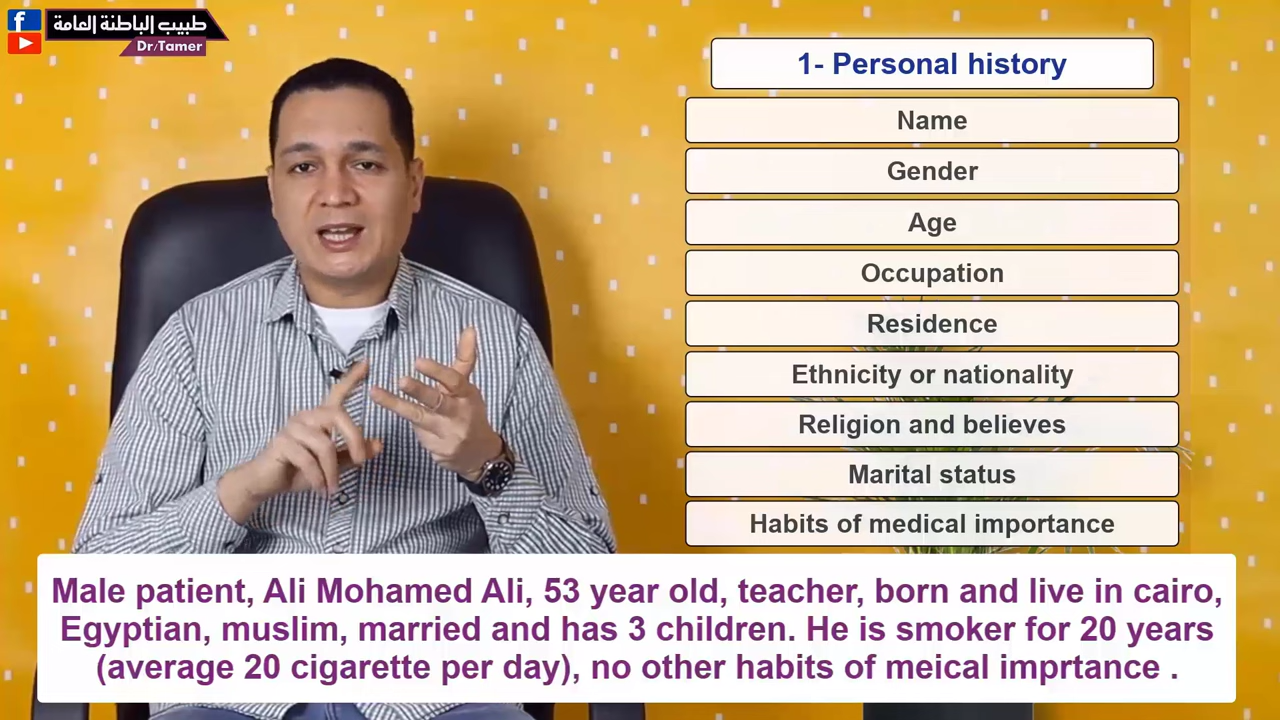 طبيب الباطنة العامة
Dr/Tamer
1- Personal history
Name
Gender
Age
Occupation
Residence
Ethnicity or nationality
Religion and believes
Marital status
Habits of medical importance
Male patient, Ali Mohamed Ali, 53 year old, teacher, born and live in cairo,
Egyptian, muslim, married and has 3 children. He is smoker for 20 years
(average 20 cigarette per day), no other habits of meical imprtance .